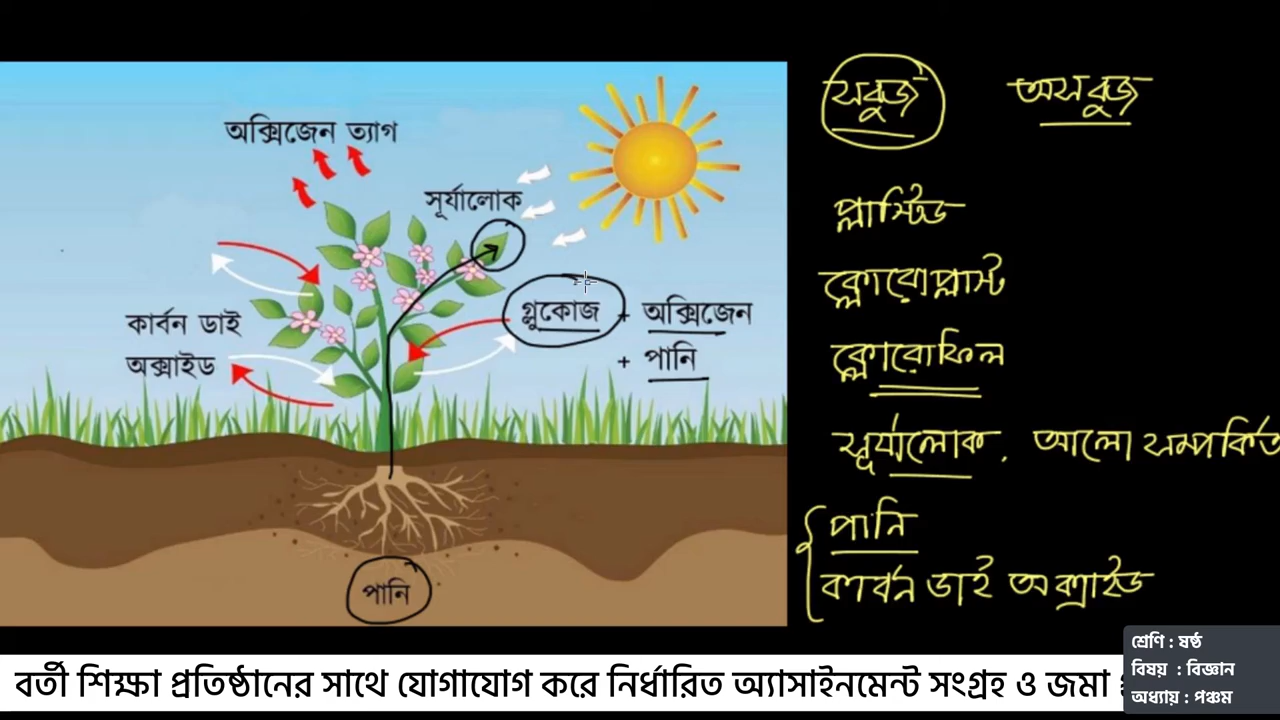 অক্সিজেন ত্যাগ
সূর্যালোক
গ্লুকোজ + অক্সিজেন
+ পানি
কার্বন ডাই
অক্সাইড
পানি
সবুজ অসবুজ
প্লাস্টিড
ক্লোরোপ্লাস্ট
ক্লোরোফিল
সূর্যালোক. আলো সম্পর্কিত
পানি
কার্বন ডাই অক্সাইড
শ্রেণি : ষষ্ঠ
বিষয় : বিজ্ঞান
অধ্যায় : পঞ্চম
বর্তী শিক্ষা প্রতিষ্ঠানের সাথে যোগাযোগ করে নির্ধারিত অ্যাসাইনমেন্ট সংগ্রহ ও জমা